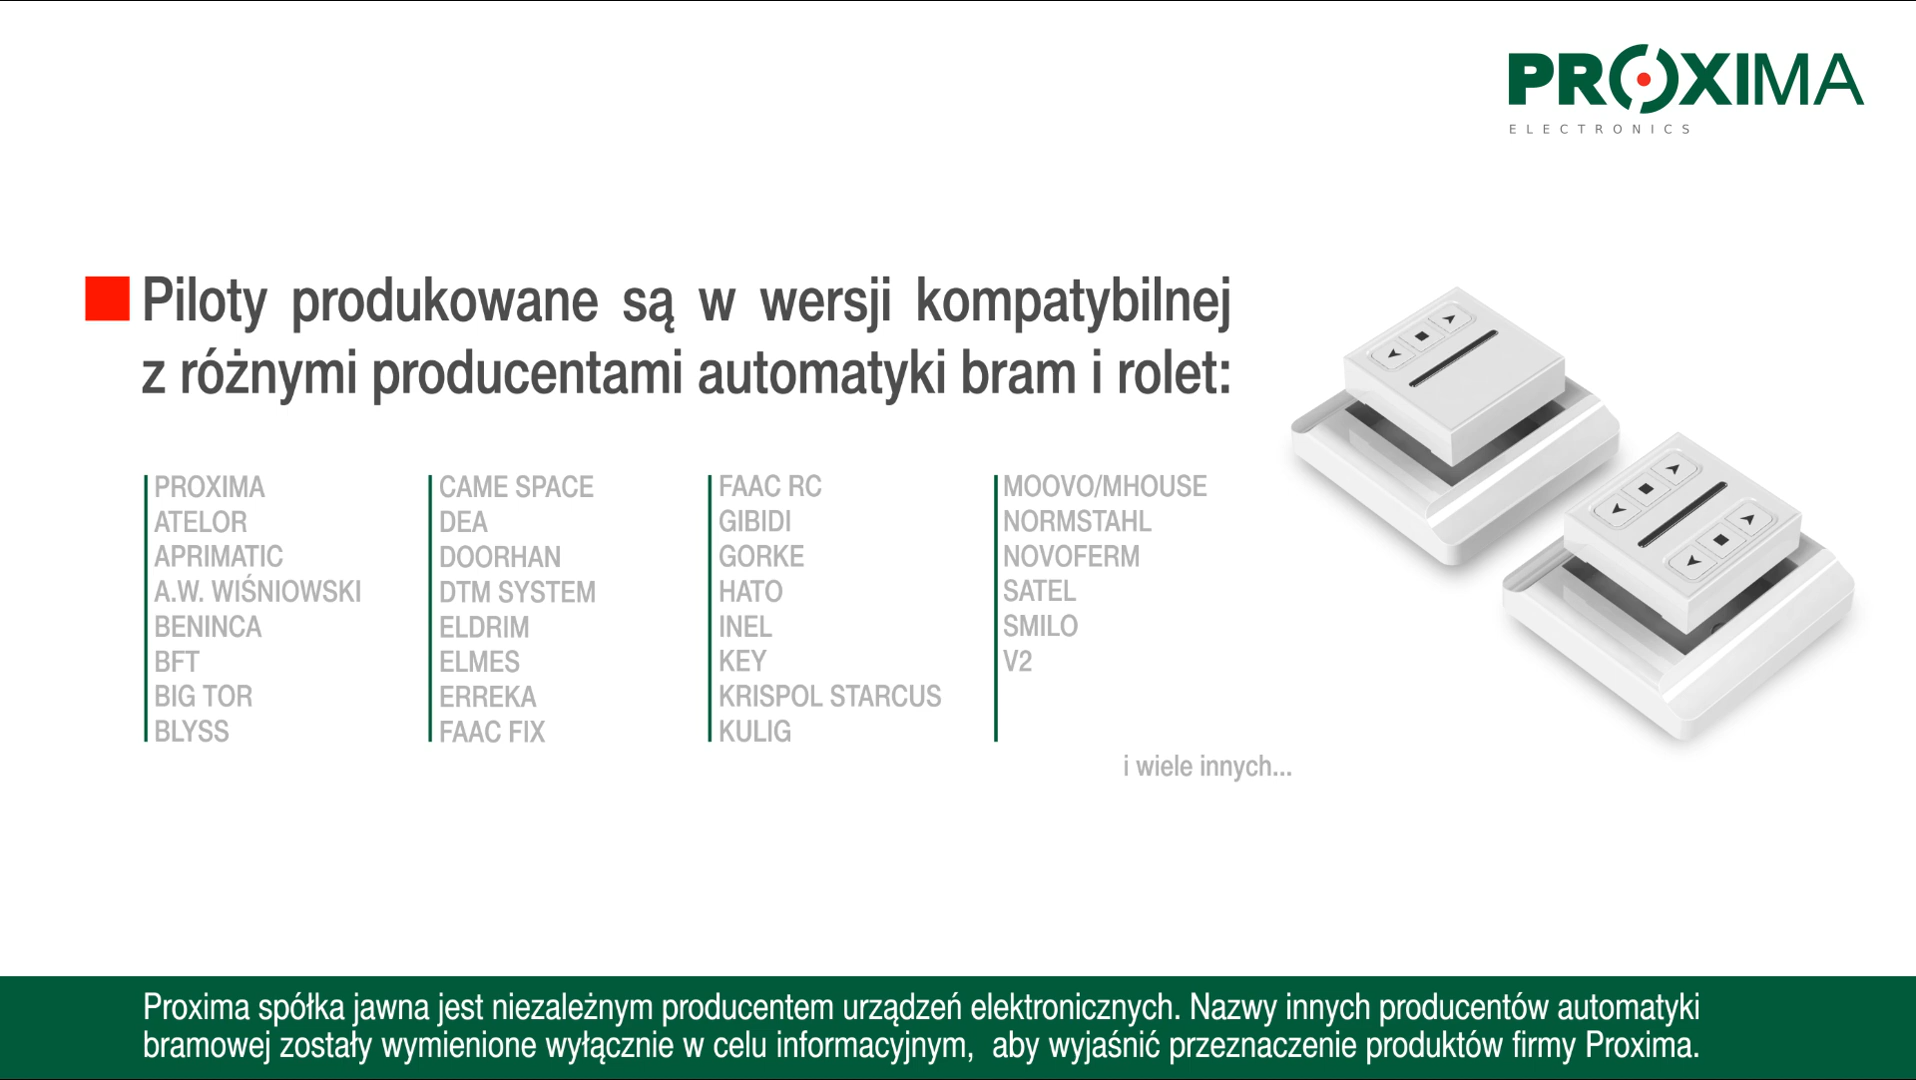 PROXIMA
ELECTRONICS
Piloty produkowane są w wersji kompatybilnej
z różnymi producentami automatyki bram i rolet:
PROXIMA
ATELOR
APRIMATIC
A.W. WIŚNIOWSKI
BENINCA
BFT
BIG TOR
BLYSS
CAME SPACE
DEA
DOORHAN
DTM SYSTEM
ELDRIM
ELMES
ERREKA
FAAC FIX
FAAC RC
GIBIDI
GORKE
HATO
INEL
KEY
KRISPOL STARCUS
KULIG
MOOVO/MHOUSE
NORMSTAHL
NOVOFERM
SATEL
SMILO
V2
i wiele innych...
Proxima spółka jawna jest niezależnym producentem urządzeń elektronicznych. Nazwy innych producentów automatyki
bramowej zostały wymienione wyłącznie w celu informacyjnym, aby wyjaśnić przeznaczenie produktów firmy Proxima.